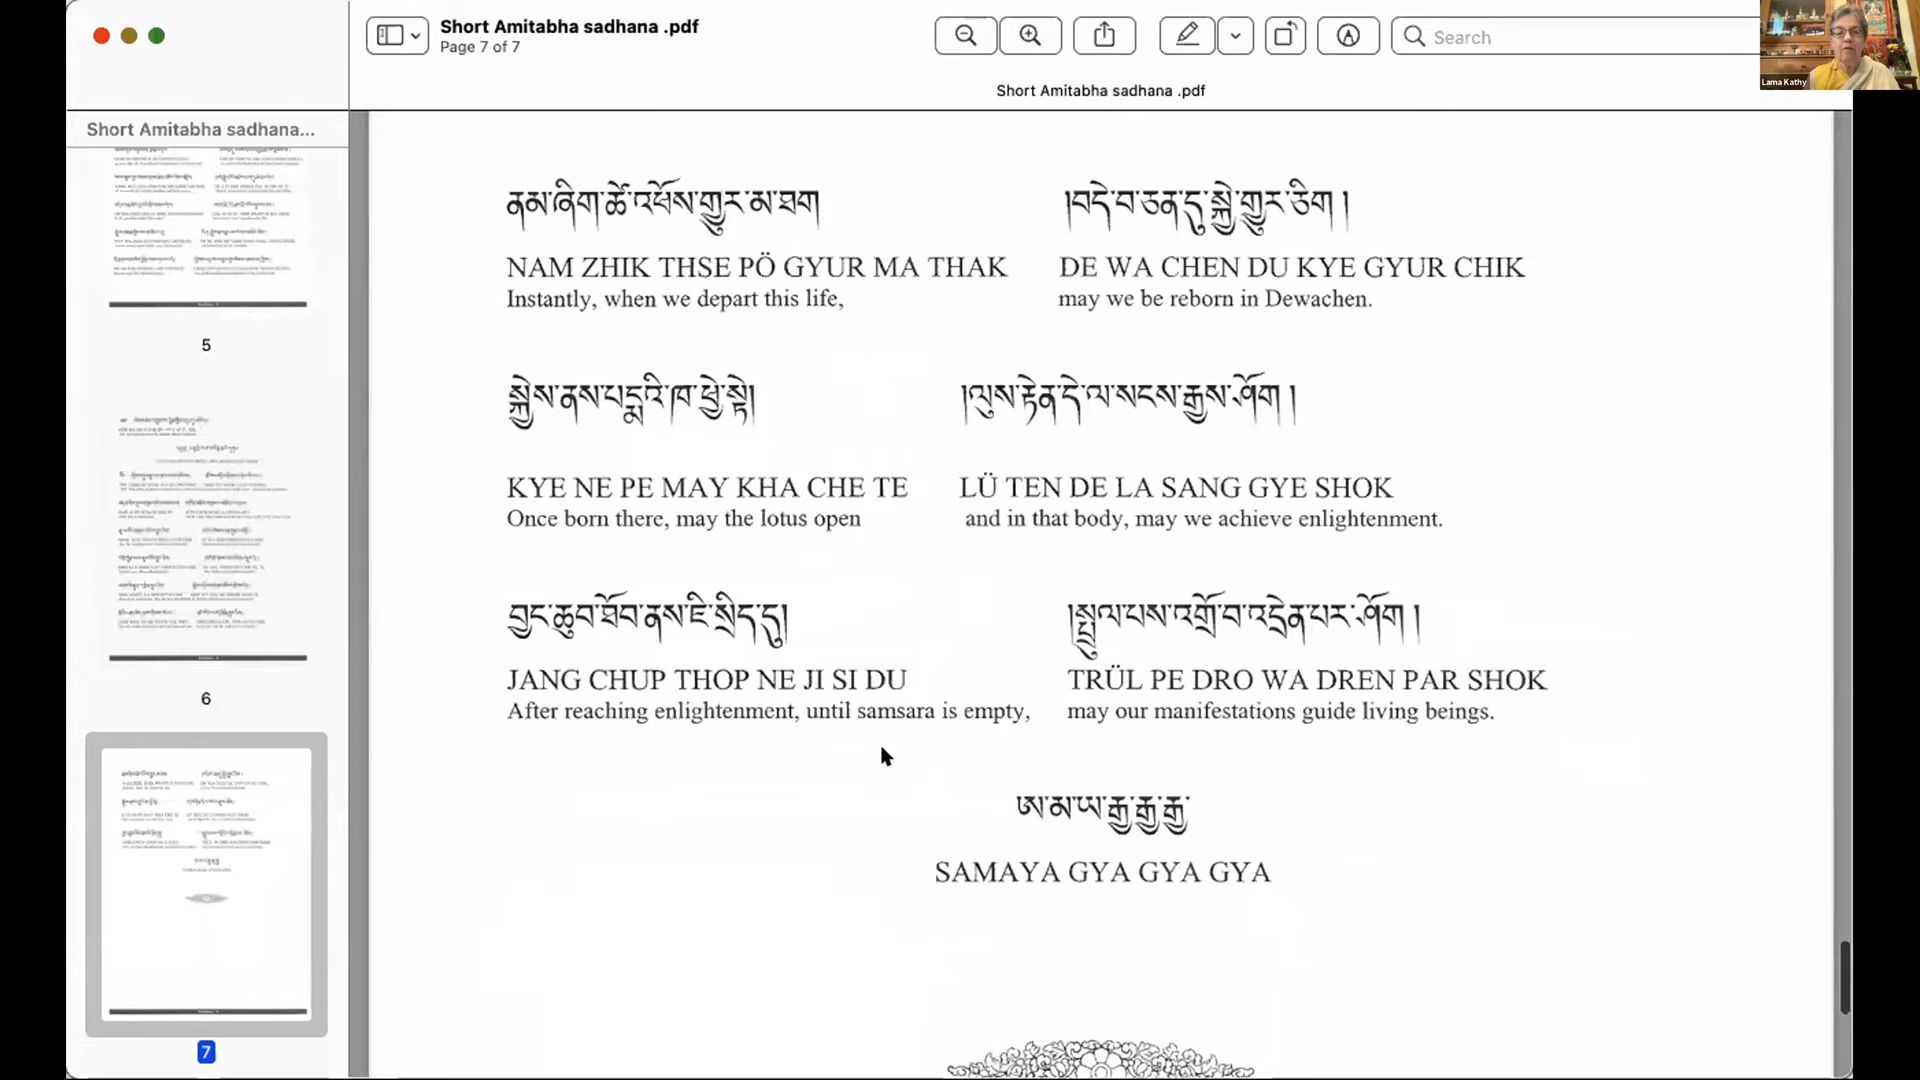 Short Amitabha sadhana .pdf
Page 7 of 7
Search
Lama Kathy
Short Amitabha sadhana .pdf
Short Amitabha sadhana...
5
6
7
ནམ་ཞིག་ཚེ་འཕོས་གྱུར་མ་ཐག །བདེ་བ་ཅན་དུ་སྐྱེ་གྱུར་ཅིག །
NAM ZHIK THSE PÖ GYUR MA THAK DE WA CHEN DU KYE GYUR CHIK
Instantly, when we depart this life, may we be reborn in Dewachen.
སྐྱེས་ནས་པདྨའི་ཁ་ཕྱེ་སྟེ། །ལུས་རྟེན་དེ་ལ་སངས་རྒྱས་ཤོག །
KYE NE PE MAY KHA CHE TE LÜ TEN DE LA SANG GYE SHOK
Once born there, may the lotus open and in that body, may we achieve enlightenment.
བྱང་ཆུབ་ཐོབ་ནས་ཇི་སྲིད་དུ། །སྤྲུལ་པས་འགྲོ་བ་འདྲེན་པར་ཤོག །
JANG CHUP THOP NE JI SI DU TRÜL PE DRO WA DREN PAR SHOK
After reaching enlightenment, until samsara is empty, may our manifestations guide living beings.
ཨ་མ་ཡ་རྒྱ་རྒྱ་རྒྱ་
SAMAYA GYA GYA GYA